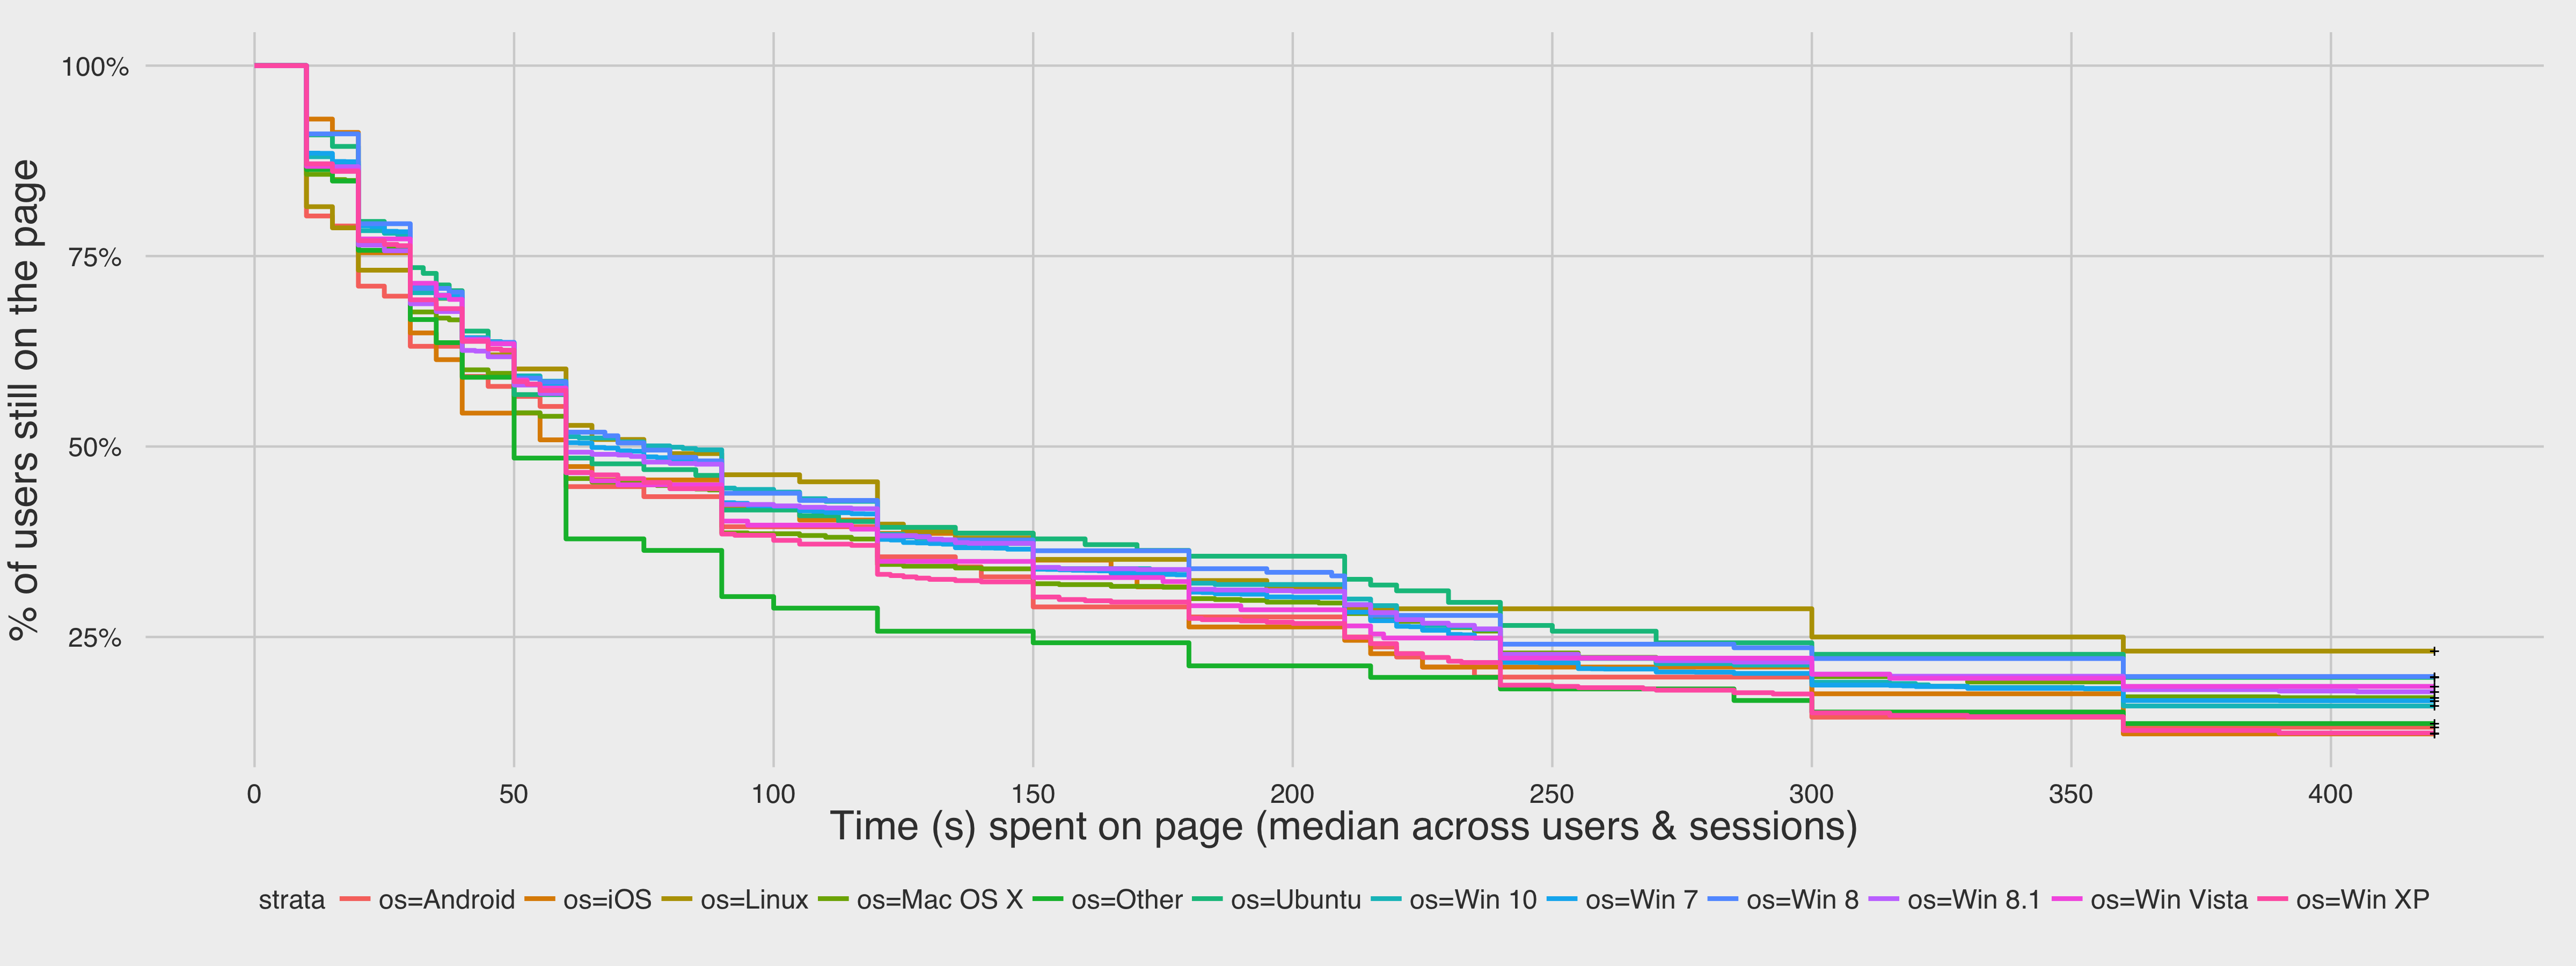 % of users still on the page
100%
75%
50%
25%
0 50 100 150 200 250 300 350 400
Time (s) spent on page (median across users & sessions)
strata os=Android os=iOS os=Linux os=Mac OS X os=Other os=Ubuntu os=Win 10 os=Win 7 os=Win 8 os=Win 8.1 os=Win Vista os=Win XP